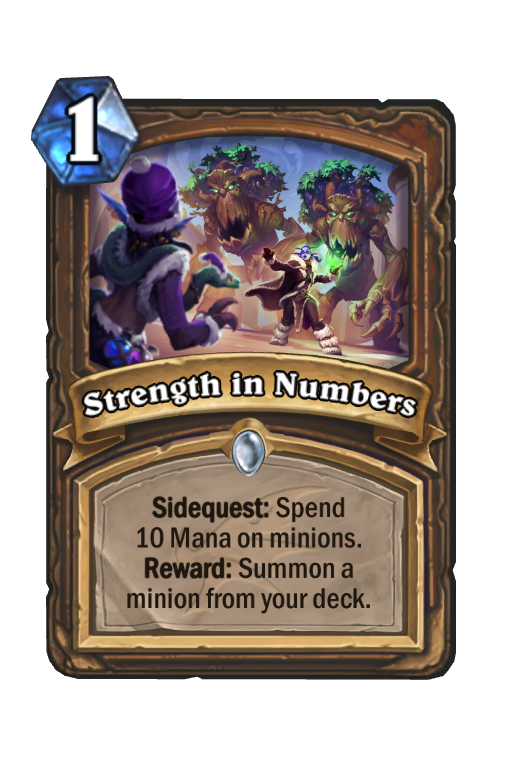 1
Strength in Numbers
Sidequest: Spend
10 Mana on minions.
Reward: Summon a
minion from your deck.